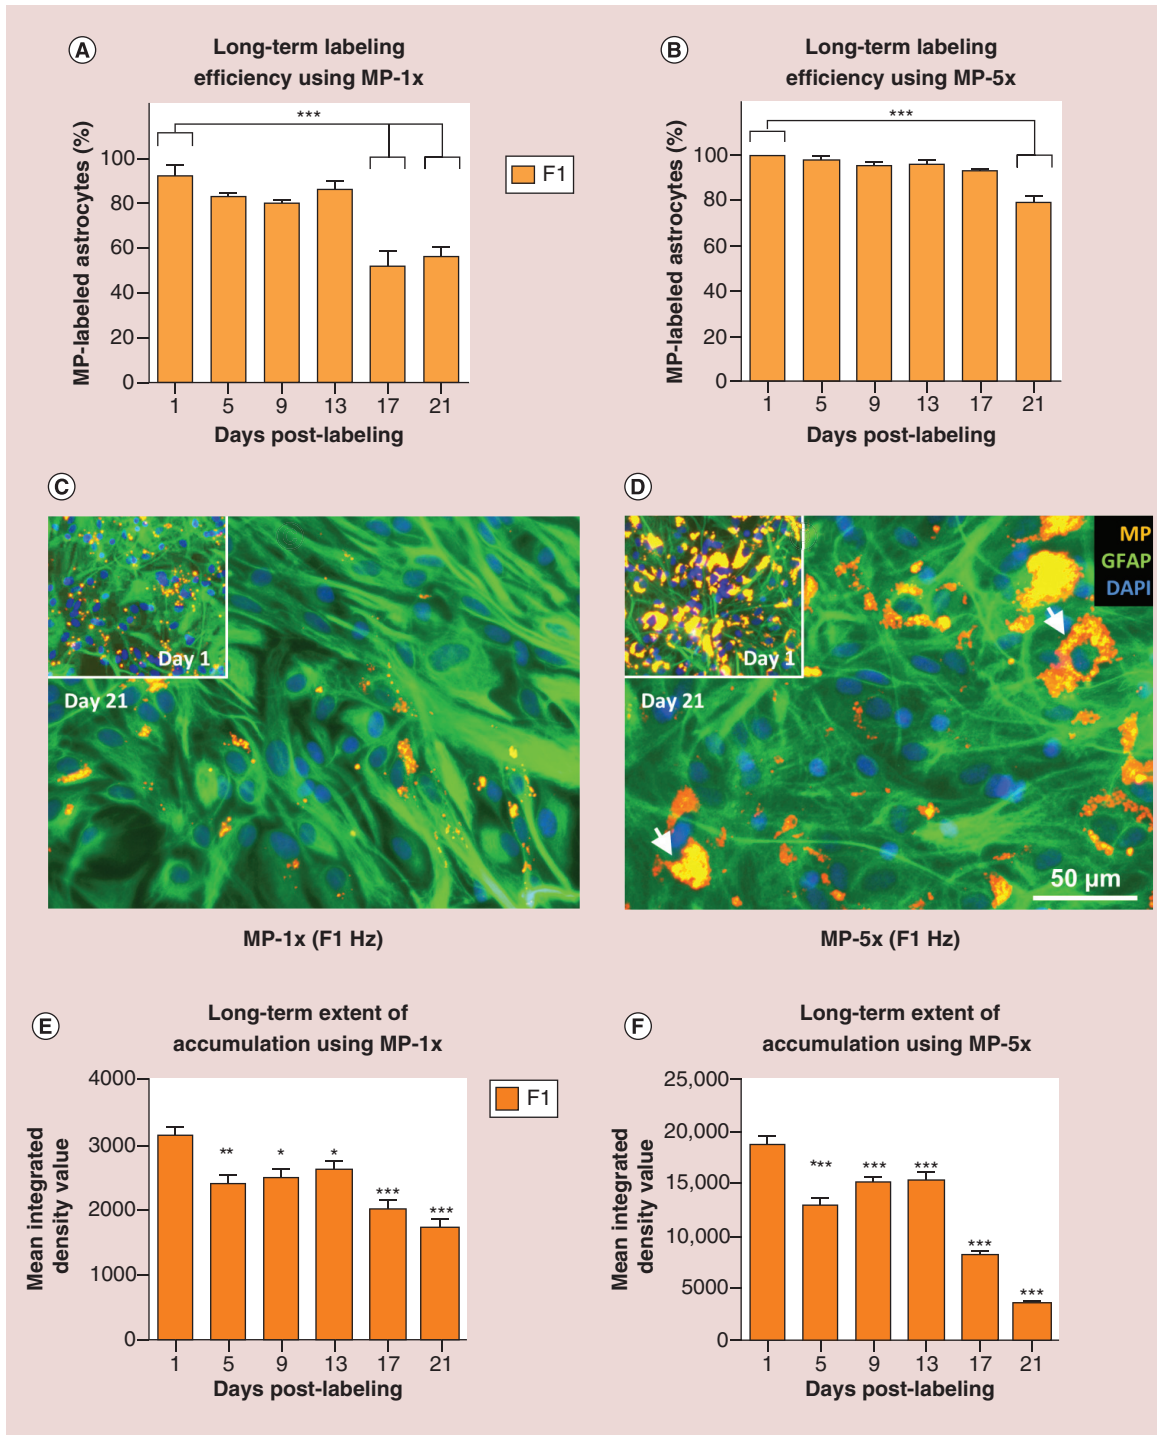 A
Long-term labeling
efficiency using MP-1x
***
MP-labeled astrocytes (%)
100
80
60
40
20
0
1 5 9 13 17 21
Days post-labeling
F1
B
Long-term labeling
efficiency using MP-5x
***
MP-labeled astrocytes (%)
100
80
60
40
20
0
1 5 9 13 17 21
Days post-labeling
C
Day 1
Day 21
MP-1x (F1 Hz)
D
MP
GFAP
DAPI
Day 1
Day 21
50 µm
MP-5x (F1 Hz)
E
Long-term extent of
accumulation using MP-1x
Mean integrated
density value
4000
3000
2000
1000
0
** * * *** ***
1 5 9 13 17 21
Days post-labeling
F1
F
Long-term extent of
accumulation using MP-5x
Mean integrated
density value
25,000
20,000
15,000
10,000
5000
0
*** *** *** *** ***
1 5 9 13 17 21
Days post-labeling